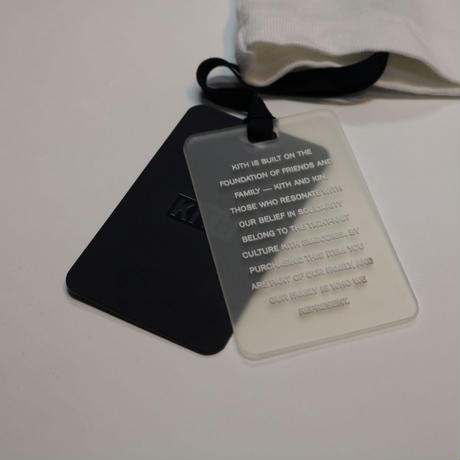 KITH IS BUILT ON THE
FOUNDATION OF FRIENDS AND
FAMILY — KITH AND KIN.
THOSE WHO RESONATE WITH
OUR BELIEF IN SOLIDARITY
BELONG TO THE
CULTURE KITH EMBODIES. BY
PURCHASING THIS ITEM YOU
ARE PART OF OUR FAMILY, AND
OUR FAMILY IS WHO WE
REPRESENT.